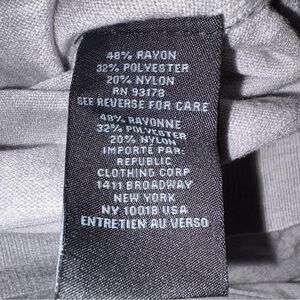 48% RAYON
32% POLYESTER
20% NYLON
RN 93178
SEE REVERSE FOR CARE
48% RAYONNE
32% POLYESTER
20% NYLON
IMPORTÉ PAR:
REPUBLIC
CLOTHING CORP
1411 BROADWAY
NEW YORK
NY 10018 USA
ENTRETIEN AU VERSO